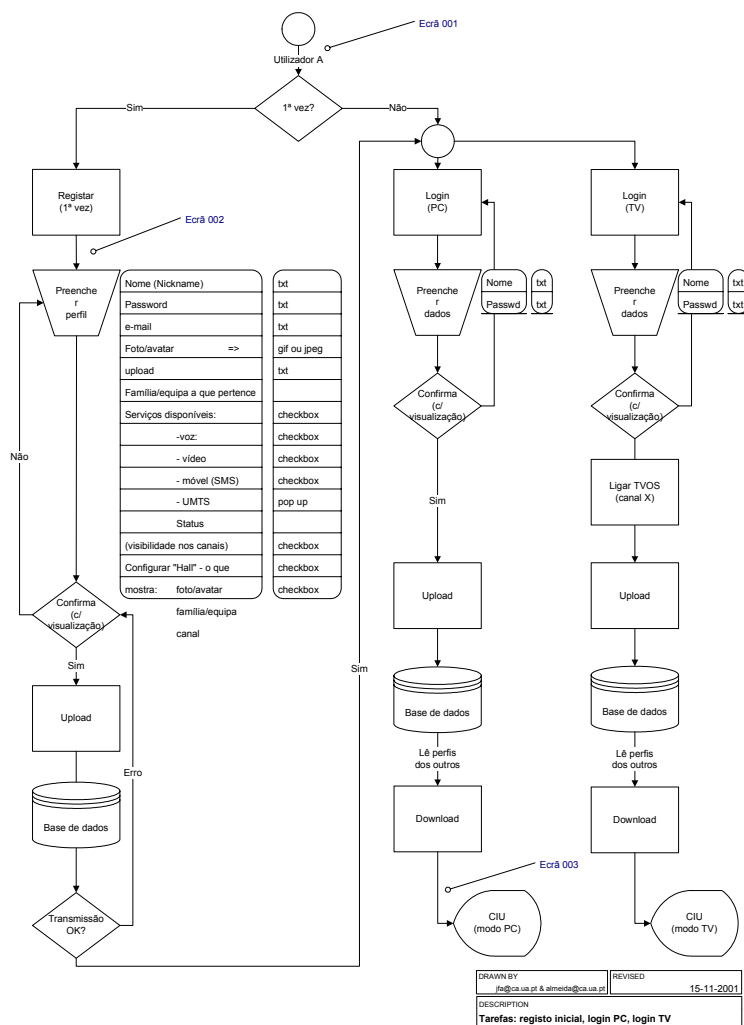 Ecrã 001
Utilizador A
1ª vez?
Sim
Não
Registar
(1ª vez)
Login
(PC)
Login
(TV)
Ecrã 002
Preenche
r
perfil
Nome (Nickname)
txt
Password
txt
e-mail
txt
Foto/avatar =>
gif ou jpeg
upload
txt
Família/equipa a que pertence
Serviços disponíveis:
checkbox
-voz:
checkbox
- vídeo
checkbox
- móvel (SMS)
checkbox
- UMTS
pop up
Status
(visibilidade nos canais)
checkbox
Configurar "Hall" - o que
checkbox
mostra: foto/avatar
checkbox
família/equipa
canal
Preenche
r
dados
Nome
txt
Passwd
txt
Preenche
r
dados
Nome
txt
Passwd
txt
Confirma
(c/
visualização)
Confirma
(c/
visualização)
Não
Sim
Ligar TVOS
(canal X)
Confirma
(c/
visualização)
Upload
Upload
Sim
Sim
Upload
Base de dados
Base de dados
Erro
Lê perfis
dos outros
Lê perfis
dos outros
Base de dados
Download
Download
Ecrã 003
Transmissão
OK?
CIU
(modo PC)
CIU
(modo TV)
DRAWN BY
jfa@ca.ua.pt & almeida@ca.ua.pt
REVISED
15-11-2001
DESCRIPTION
Tarefas: registo inicial, login PC, login TV